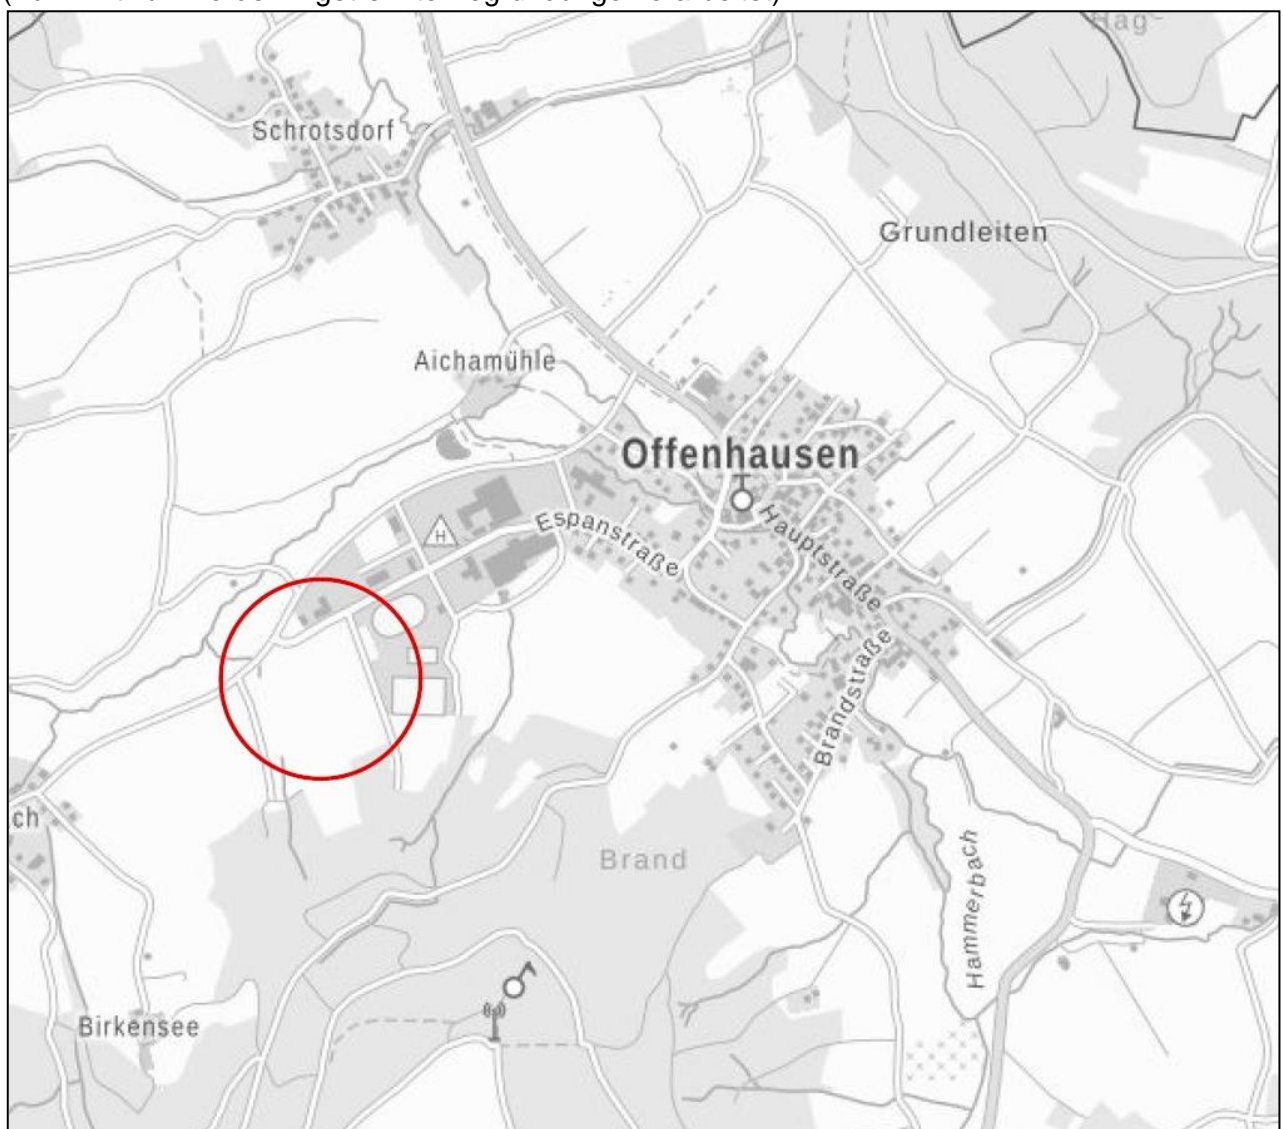 Hag
Schrotsdorf
Grundleiten
Aichamühle
Offenhausen
H
Espanstraße
Hauptstraße
Brandstraße
ch
Brand
Hammerbach
Birkensee